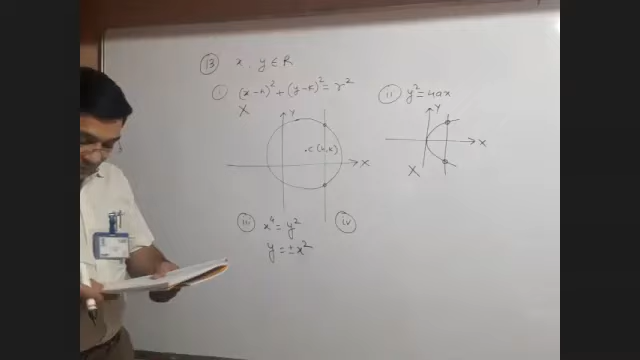 13 x, y ∈ R
i (x-h)² + (y-k)² = r²
X
Y
C(h,k)
X
ii y² = 4ax
Y
X
X
iii x⁴ = y²
y = ± x²
iv